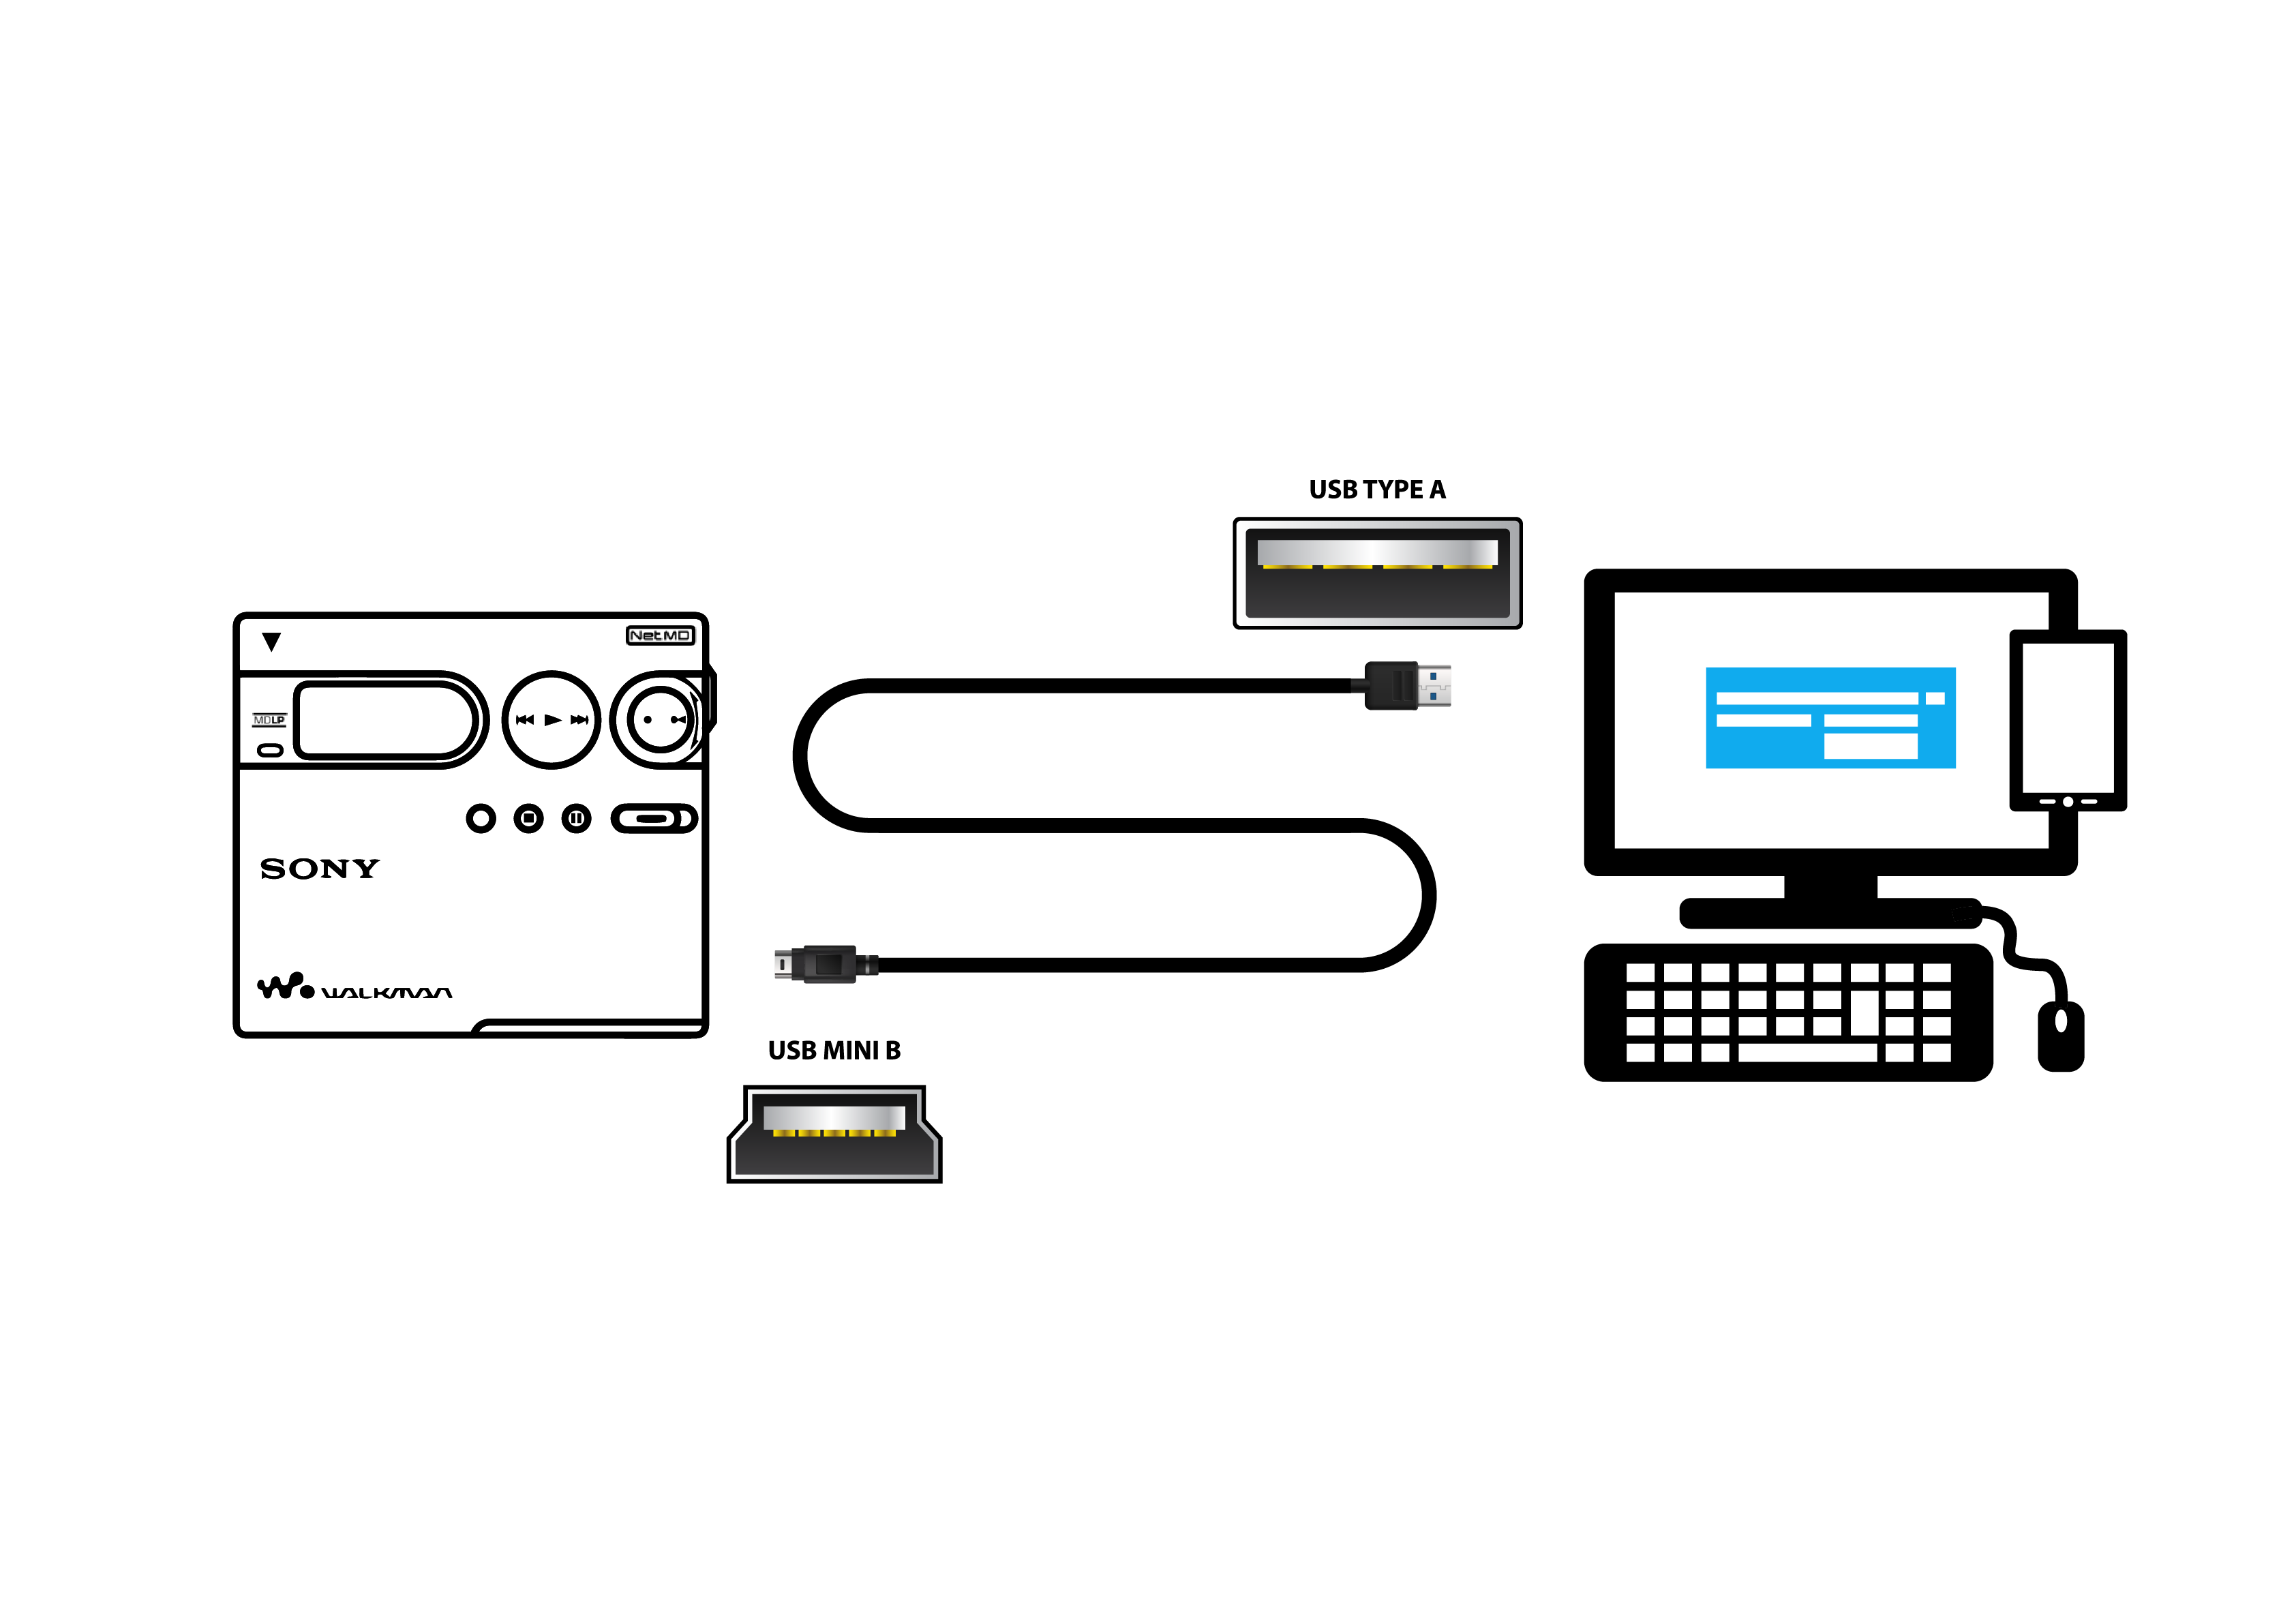 USB TYPE A
NetMD
MDLP
SONY
WALKMAN
USB MINI B